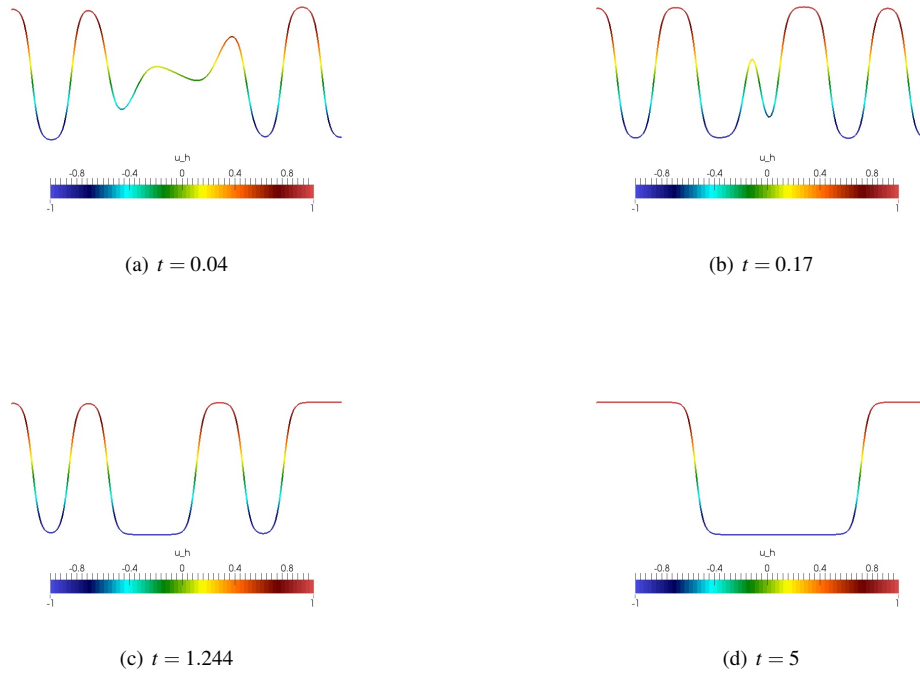 u_h
-0.8 -0.4 0 0.4 0.8
-1 1
(a) t = 0.04
u_h
-0.8 -0.4 0 0.4 0.8
-1 1
(b) t = 0.17
u_h
-0.8 -0.4 0 0.4 0.8
-1 1
(c) t = 1.244
u_h
-0.8 -0.4 0 0.4 0.8
-1 1
(d) t = 5